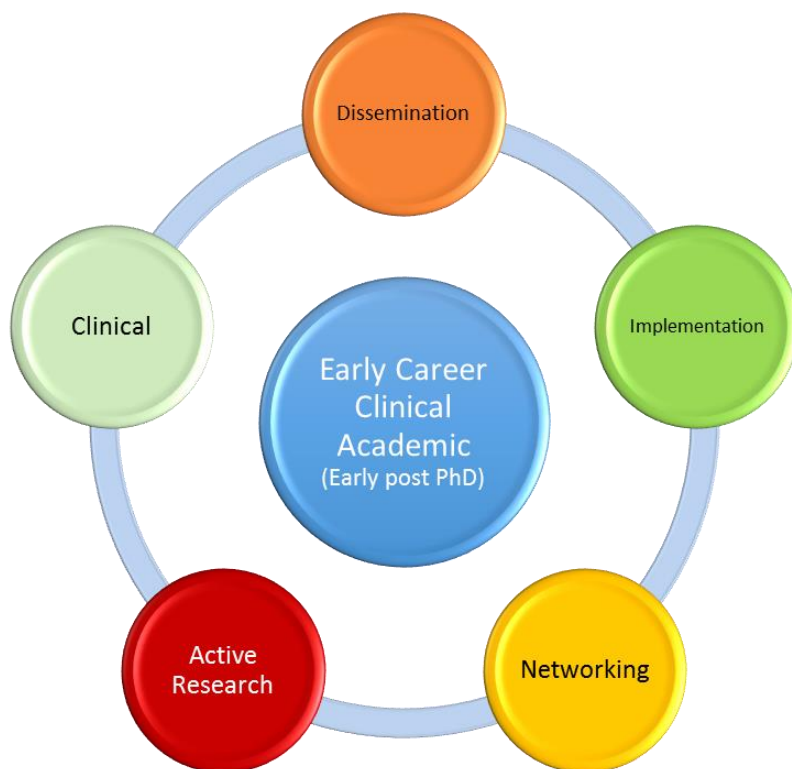 Dissemination
Clinical
Implementation
Early Career
Clinical
Academic
(Early post PhD)
Active
Research
Networking